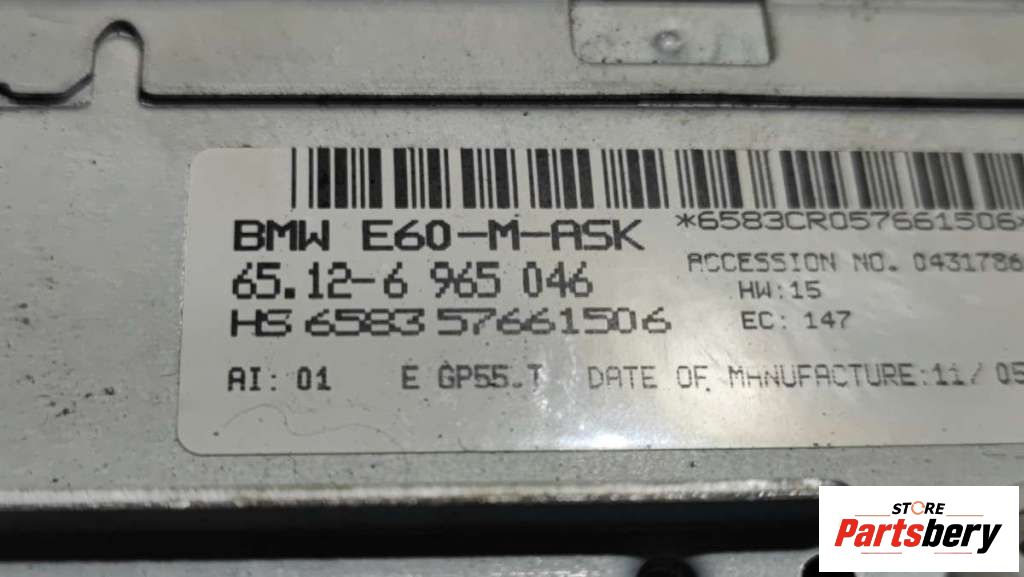 *6583CR057661506*
BMW E60-M-ASK
ACCESSION NO. 0431786
65.12-6 965 046
HW:15
HS 6583 57661506
EC: 147
AI: 01 E GP55.T DATE OF MANUFACTURE:11/05
STORE
Partsbery